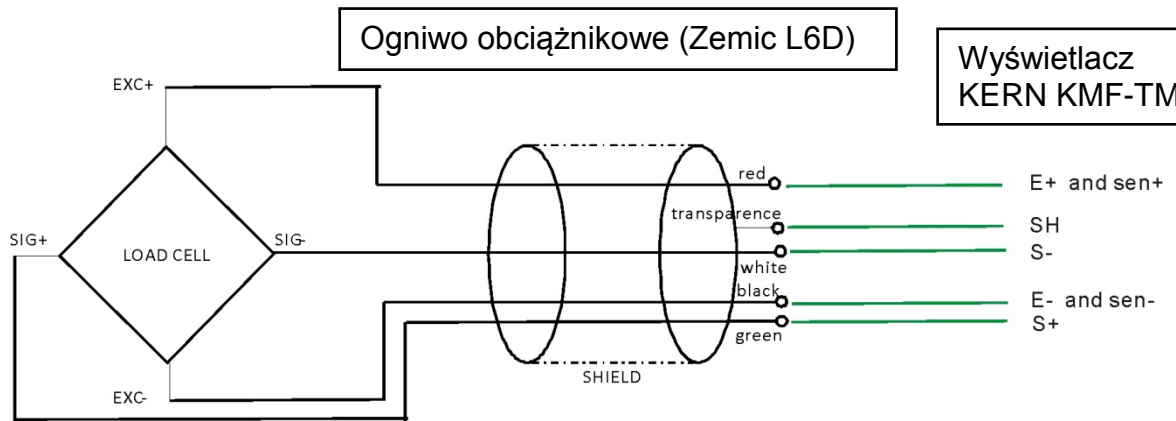 Ogniwo obciążnikowe (Zemic L6D)
Wyświetlacz
KERN KMF-TM
EXC+
red
E+ and sen+
transparence
SH
SIG+
LOAD CELL
SIG-
S-
white
black
E- and sen-
S+
green
SHIELD
EXC-